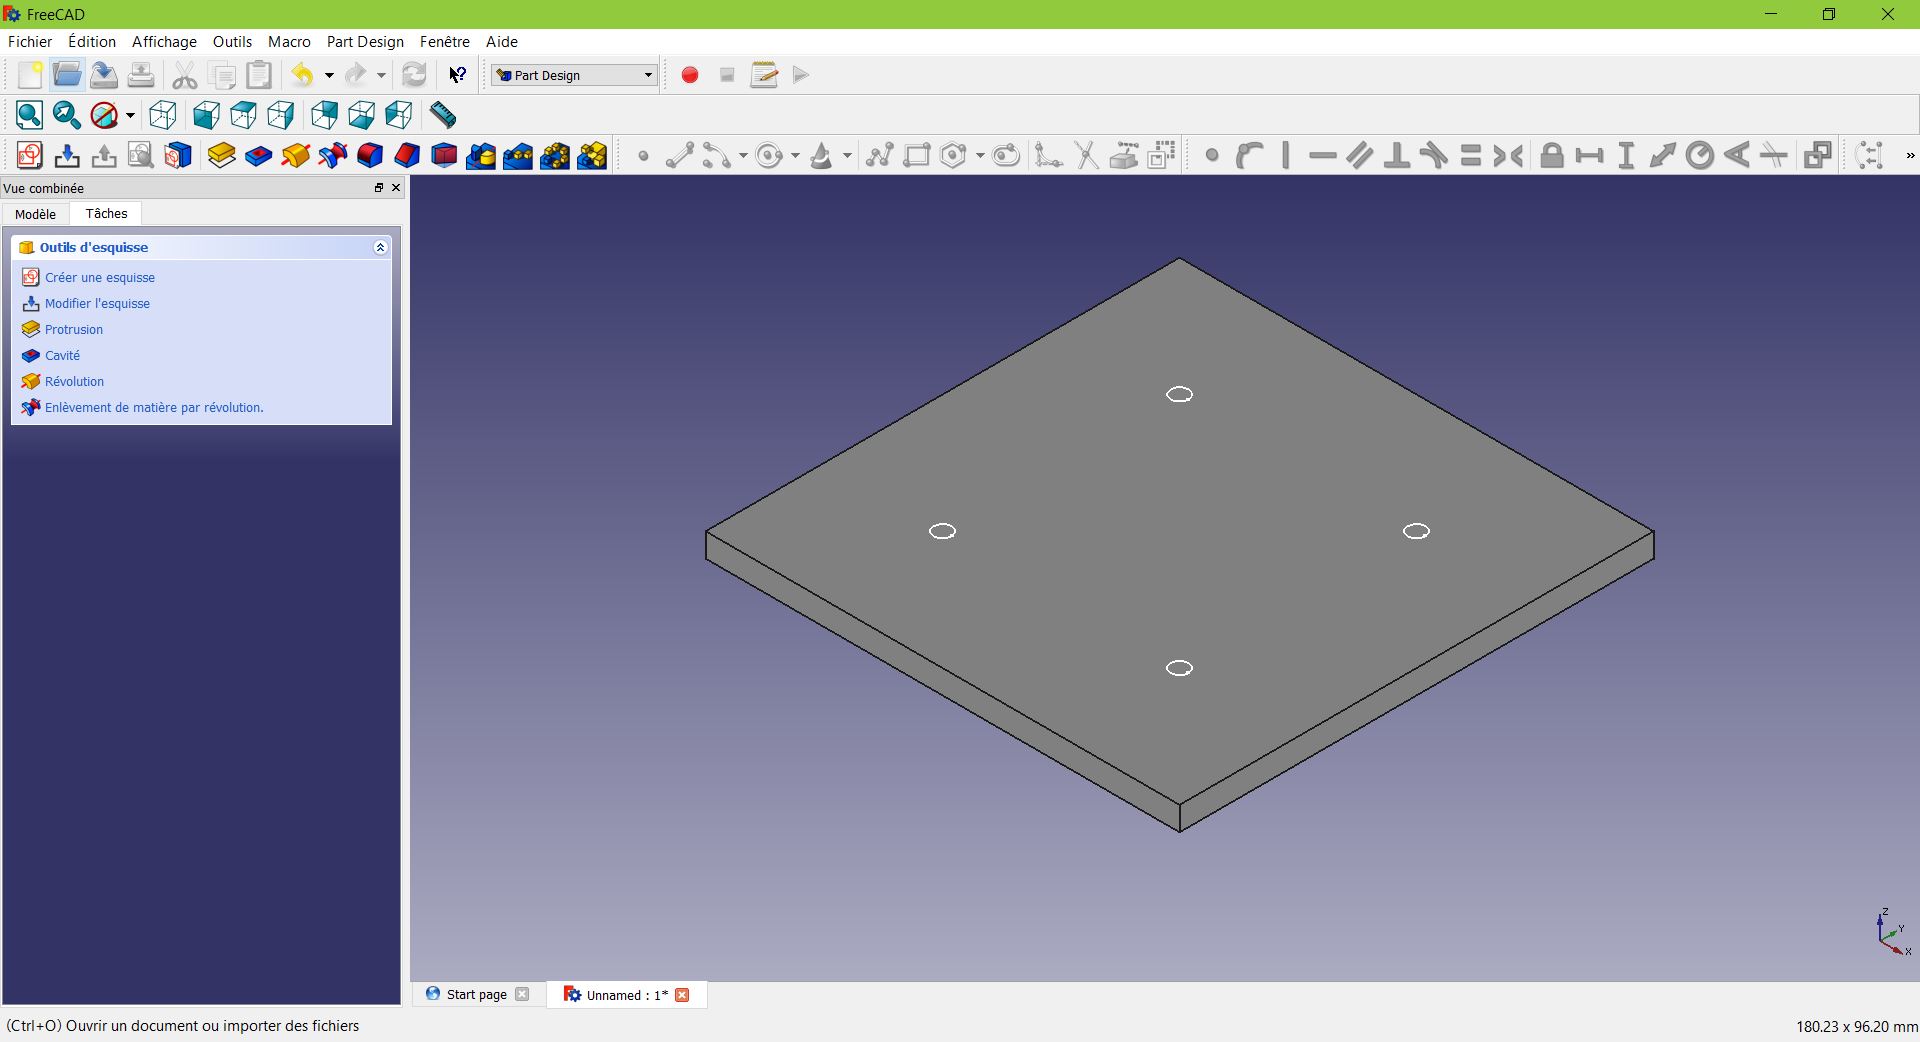 FreeCAD
Fichier Édition Affichage Outils Macro Part Design Fenêtre Aide
Part Design
Vue combinée
Modèle Tâches
Outils d'esquisse
Créer une esquisse
Modifier l'esquisse
Protrusion
Cavité
Révolution
Enlèvement de matière par révolution.
Z
Y
X
Start page Unnamed : 1*
(Ctrl+O) Ouvrir un document ou importer des fichiers 180.23 x 96.20 mm